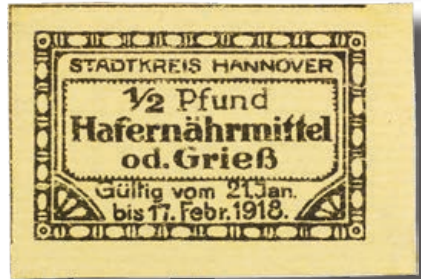 STADTKREIS HANNOVER
1/2 Pfund
Hafernährmittel
od. Grieß
Gültig vom 21. Jan.
bis 17. Febr. 1918.